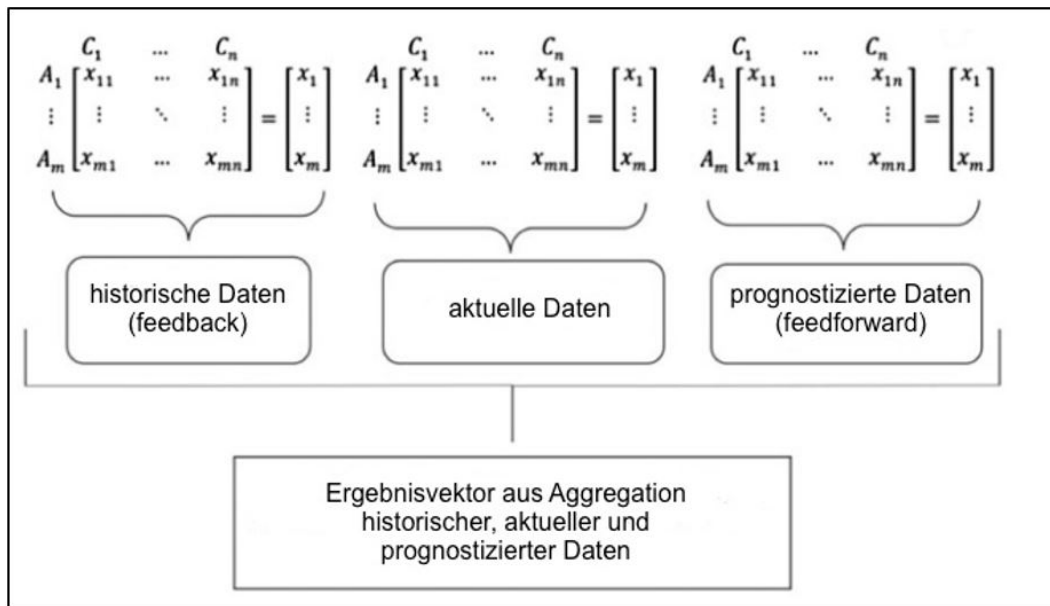 C₁ ... Cₙ C₁ ... Cₙ C₁ ... Cₙ
A₁ [x₁₁ ... x₁ₙ] [x₁] A₁ [x₁₁ ... x₁ₙ] [x₁] A₁ [x₁₁ ... x₁ₙ] [x₁]
⋮ [⋮ ⋱ ⋮] = [⋮] ⋮ [⋮ ⋱ ⋮] = [⋮] ⋮ [⋮ ⋱ ⋮] = [⋮]
Aₘ [xₘ₁ ... xₘₙ] [xₘ] Aₘ [xₘ₁ ... xₘₙ] [xₘ] Aₘ [xₘ₁ ... xₘₙ] [xₘ]
historische Daten
(feedback)
aktuelle Daten
prognostizierte Daten
(feedforward)
Ergebnisvektor aus Aggregation
historischer, aktueller und
prognostizierter Daten